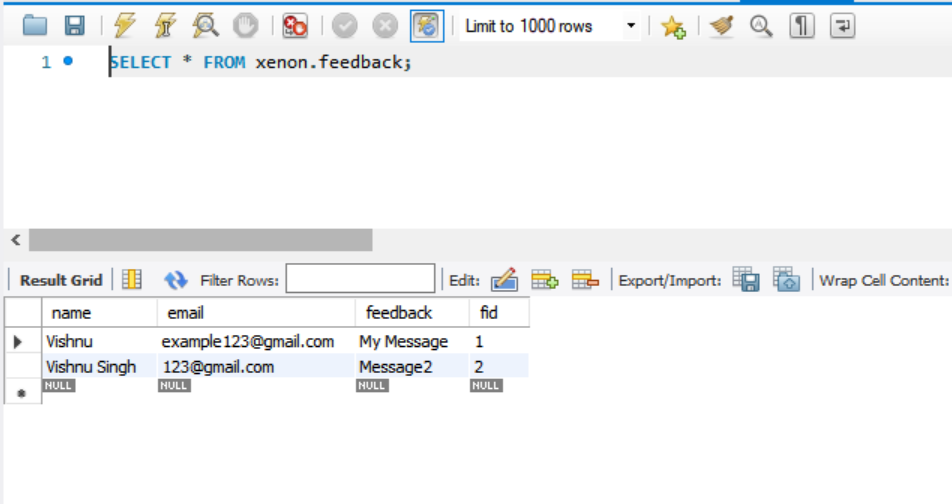 Limit to 1000 rows
1 SELECT * FROM xenon.feedback;
Result Grid Filter Rows: Edit: Export/Import: Wrap Cell Content:
name email feedback fid
Vishnu example123@gmail.com My Message 1
Vishnu Singh 123@gmail.com Message2 2
NULL NULL NULL NULL